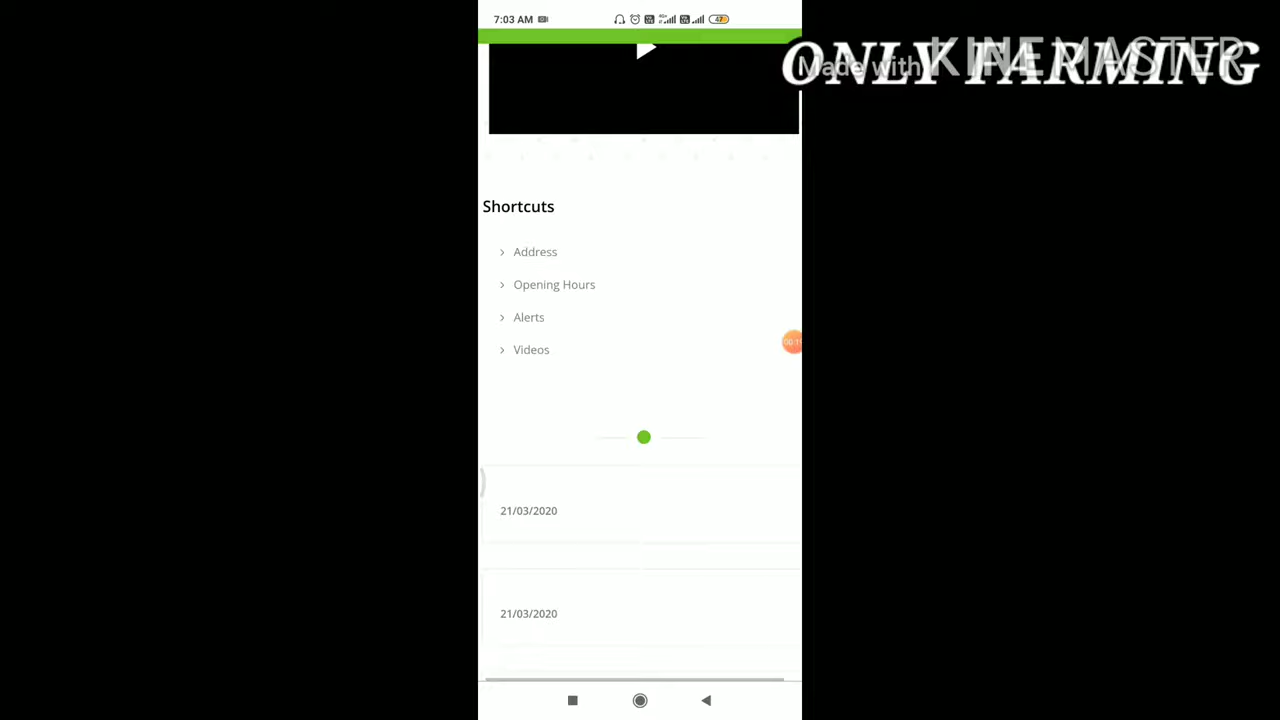 7:03 AM
47
ONLY FARMING
Made with KINEMASTER
Shortcuts
Address
Opening Hours
Alerts
Videos
21/03/2020
21/03/2020